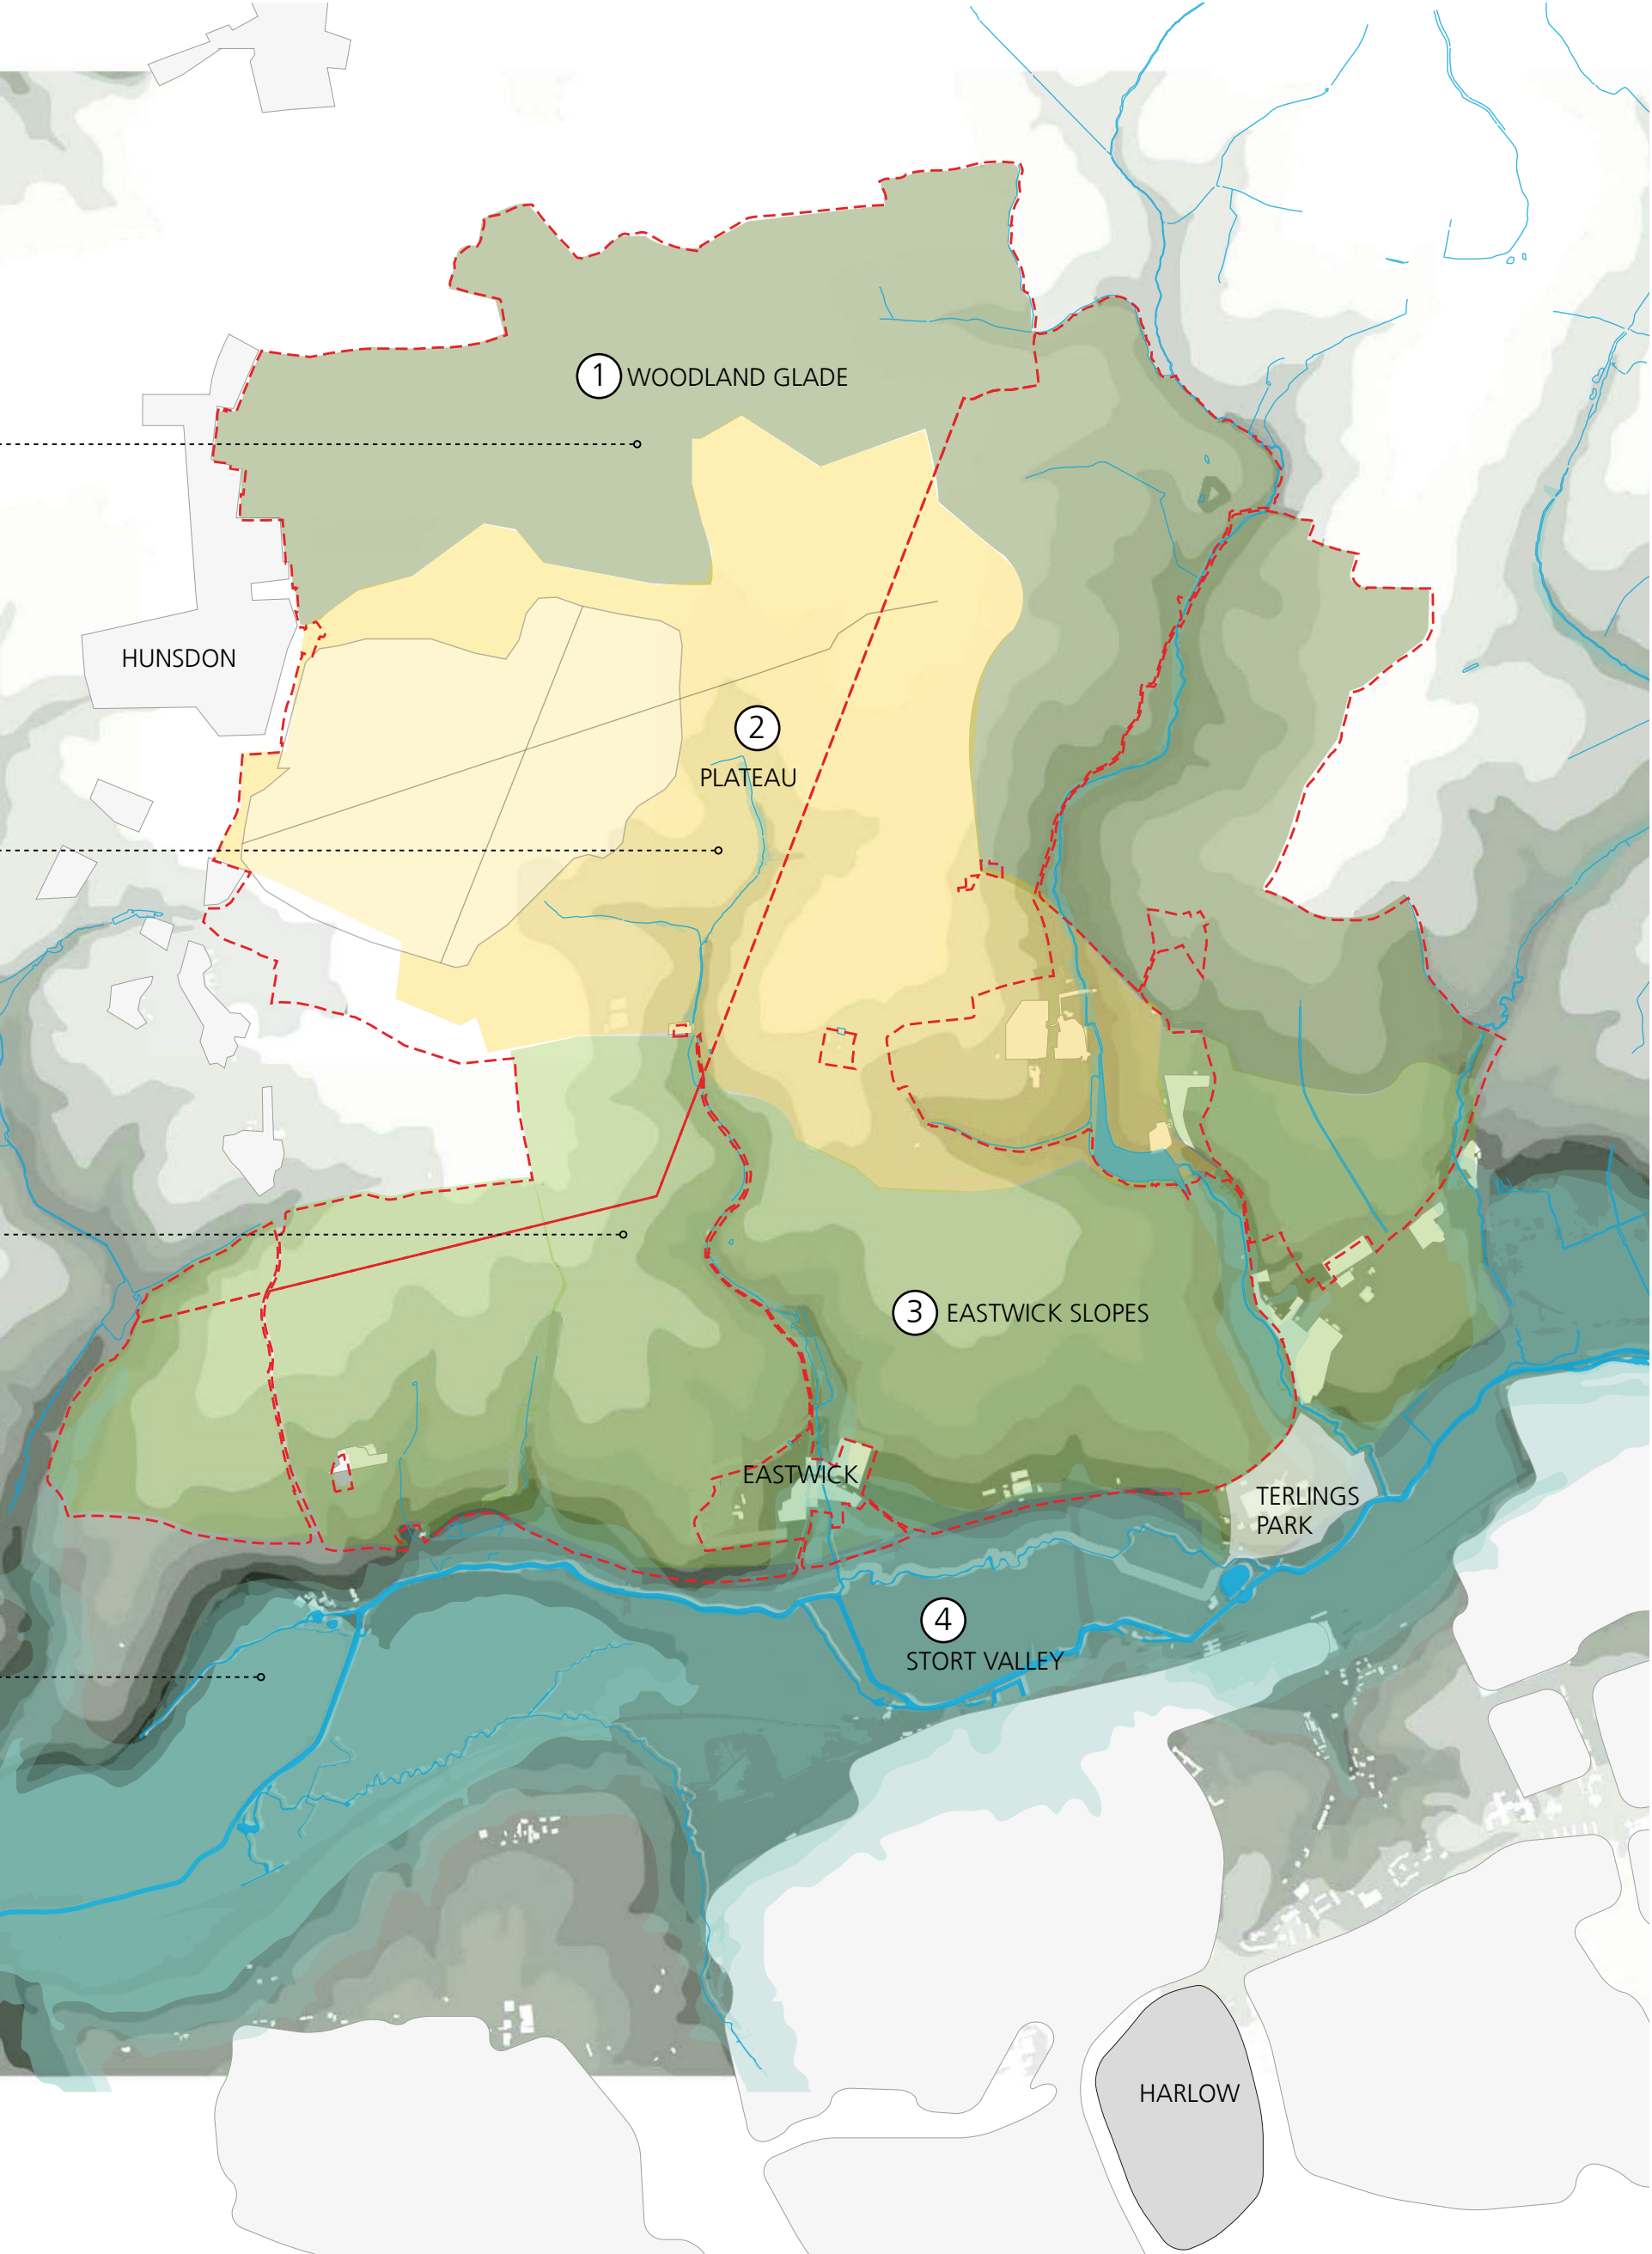 1 WOODLAND GLADE
HUNSDON
2
PLATEAU
3 EASTWICK SLOPES
EASTWICK
TERLINGS
PARK
4
STORT VALLEY
HARLOW